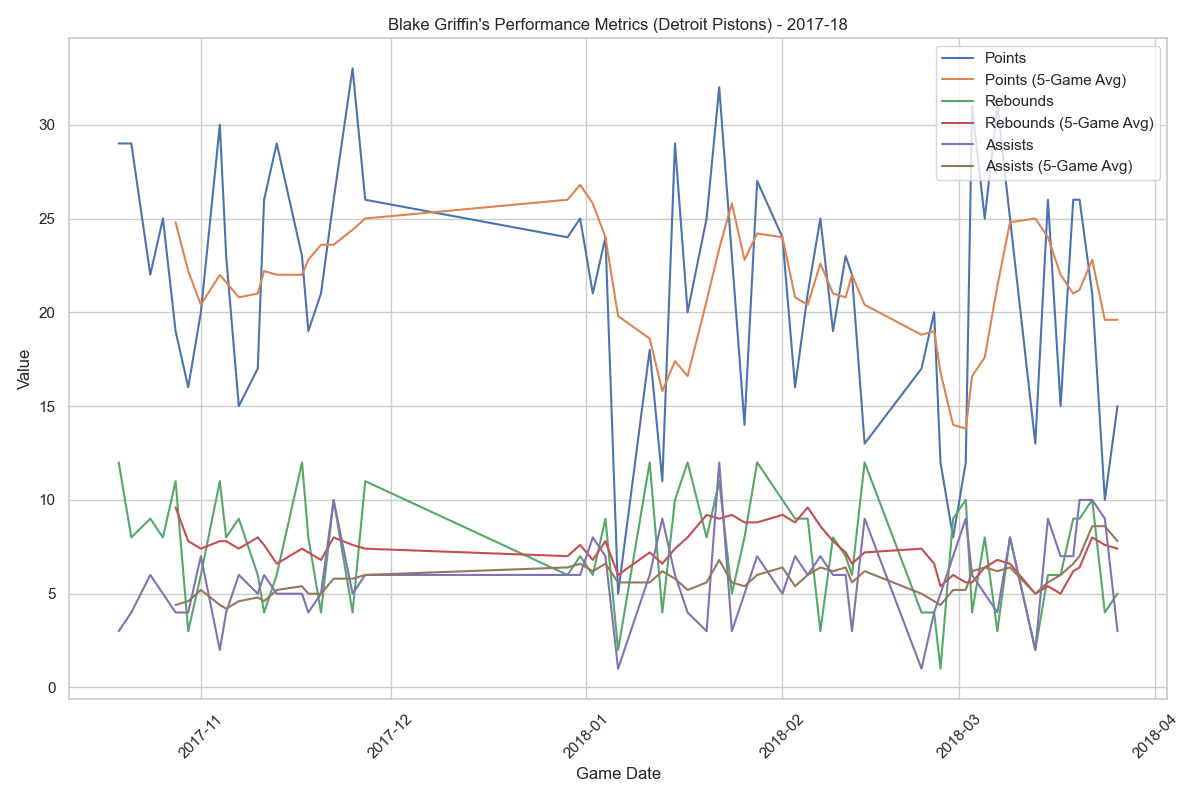 Blake Griffin's Performance Metrics (Detroit Pistons) - 2017-18
Points
Points (5-Game Avg)
Rebounds
Rebounds (5-Game Avg)
Assists
Assists (5-Game Avg)
Value
30
25
20
15
10
5
0
2017-11
2017-12
2018-01
2018-02
2018-03
2018-04
Game Date